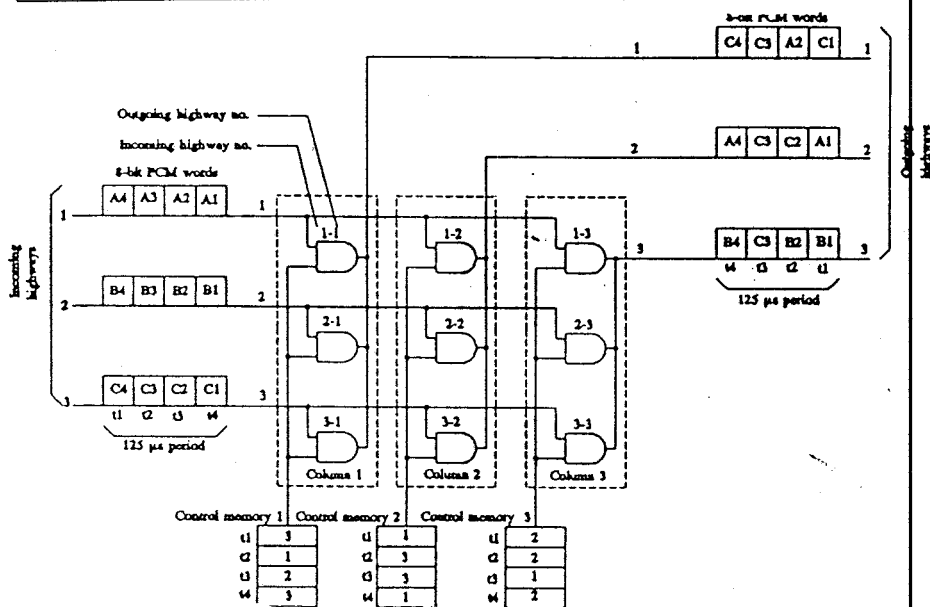 8-bit PCM words
C4 C3 A2 C1
1
1
Outgoing highway no.
Incoming highway no.
8-bit PCM words
A4 C3 C2 A1
2
2
Outgoing highways
A4 A3 A2 A1
1
1
1-1
1-2
1-3
B4 C3 B2 B1
3
3
t4 t3 t2 t1
125 µs period
Incoming highways
B4 B3 B2 B1
2
2
2-1
2-2
2-3
C4 C3 C2 C1
3
3
t1 t2 t3 t4
125 µs period
3-1
3-2
3-3
Column 1
Column 2
Column 3
Control memory 1
Control memory 2
Control memory 3
t1 3
t2 1
t3 2
t4 3
t1 1
t2 3
t3 3
t4 1
t1 2
t2 2
t3 1
t4 2